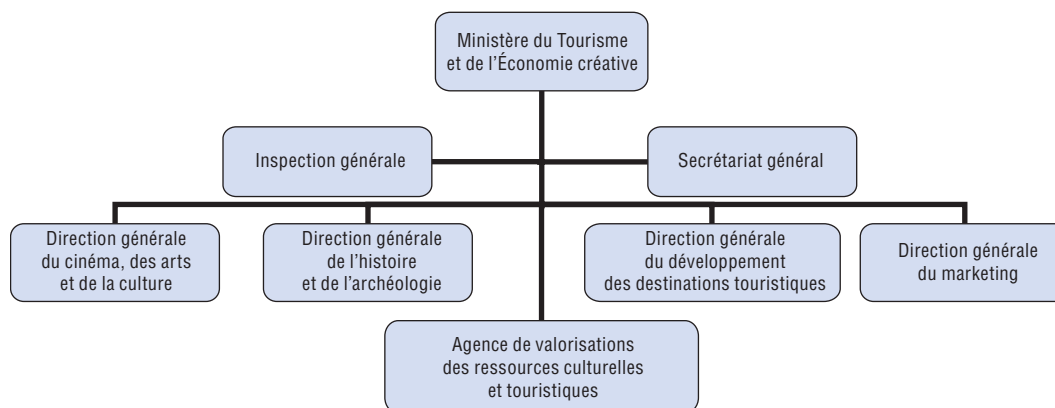 Ministère du Tourisme
et de l'Économie créative
Inspection générale
Secrétariat général
Direction générale
du cinéma, des arts
et de la culture
Direction générale
de l'histoire
et de l'archéologie
Direction générale
du développement
des destinations touristiques
Direction générale
du marketing
Agence de valorisations
des ressources culturelles
et touristiques